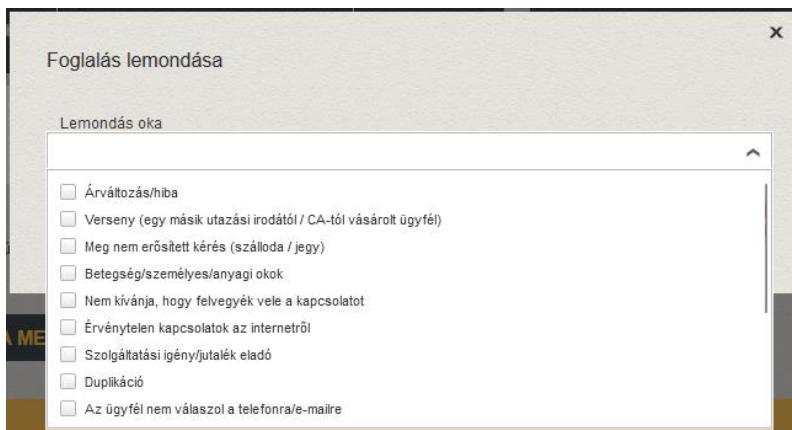 Foglalás lemondása
Lemondás oka
Árváltozás/hiba
Verseny (egy másik utazási irodától / CA-tól vásárolt ügyfél)
Meg nem erősített kérés (szálloda / jegy)
Betegség/személyes/anyagi okok
Nem kívánja, hogy felvegyék vele a kapcsolatot
Érvénytelen kapcsolatok az internetről
A ME
Szolgáltatási igény/jutalék eladó
Duplikáció
Az ügyfél nem válaszol a telefonra/e-mailre